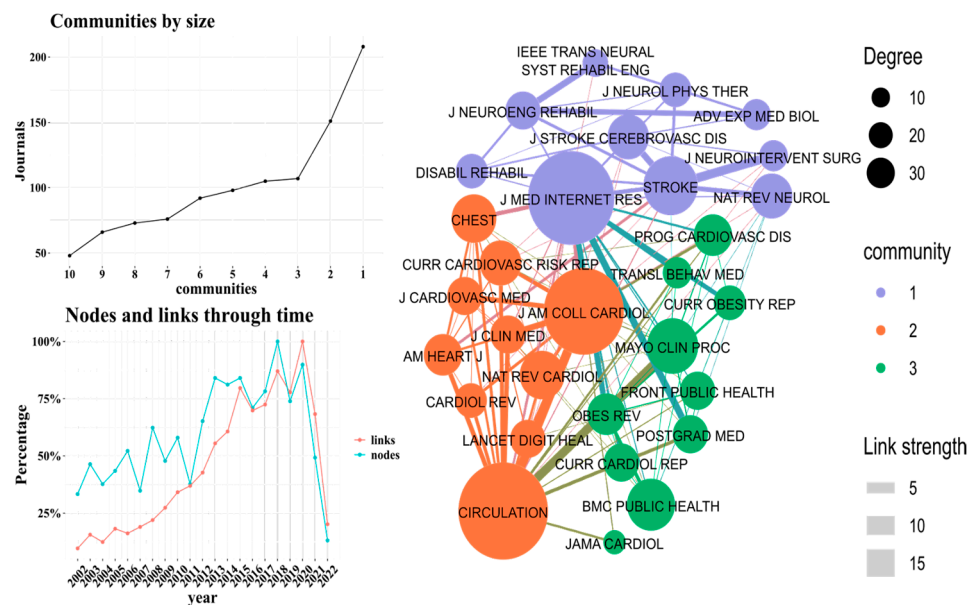 Communities by size
Journals
200
150
100
50
10 9 8 7 6 5 4 3 2 1
communities
Nodes and links through time
Percentage
100%
75%
50%
25%
links
nodes
2002 2003 2004 2005 2006 2007 2008 2009 2010 2011 2012 2013 2014 2015 2016 2017 2018 2019 2020 2021 2022
year
IEEE TRANS NEURAL
SYST REHABIL ENG
J NEUROL PHYS THER
J NEUROENG REHABIL
ADV EXP MED BIOL
J STROKE CEREBROVASC DIS
J NEUROINTERVENT SURG
DISABIL REHABIL
STROKE
J MED INTERNET RES
NAT REV NEUROL
CHEST
PROG CARDIOVASC DIS
CURR CARDIOVASC RISK REP
TRANSL BEHAV MED
J CARDIOVASC MED
CURR OBESITY REP
J AM COLL CARDIOL
J CLIN MED
MAYO CLIN PROC
AM HEART J
NAT REV CARDIOL
FRONT PUBLIC HEALTH
CARDIOL REV
OBES REV
LANCET DIGIT HEAL
POSTGRAD MED
CURR CARDIOL REP
CIRCULATION
BMC PUBLIC HEALTH
JAMA CARDIOL
Degree
10
20
30
community
1
2
3
Link strength
5
10
15